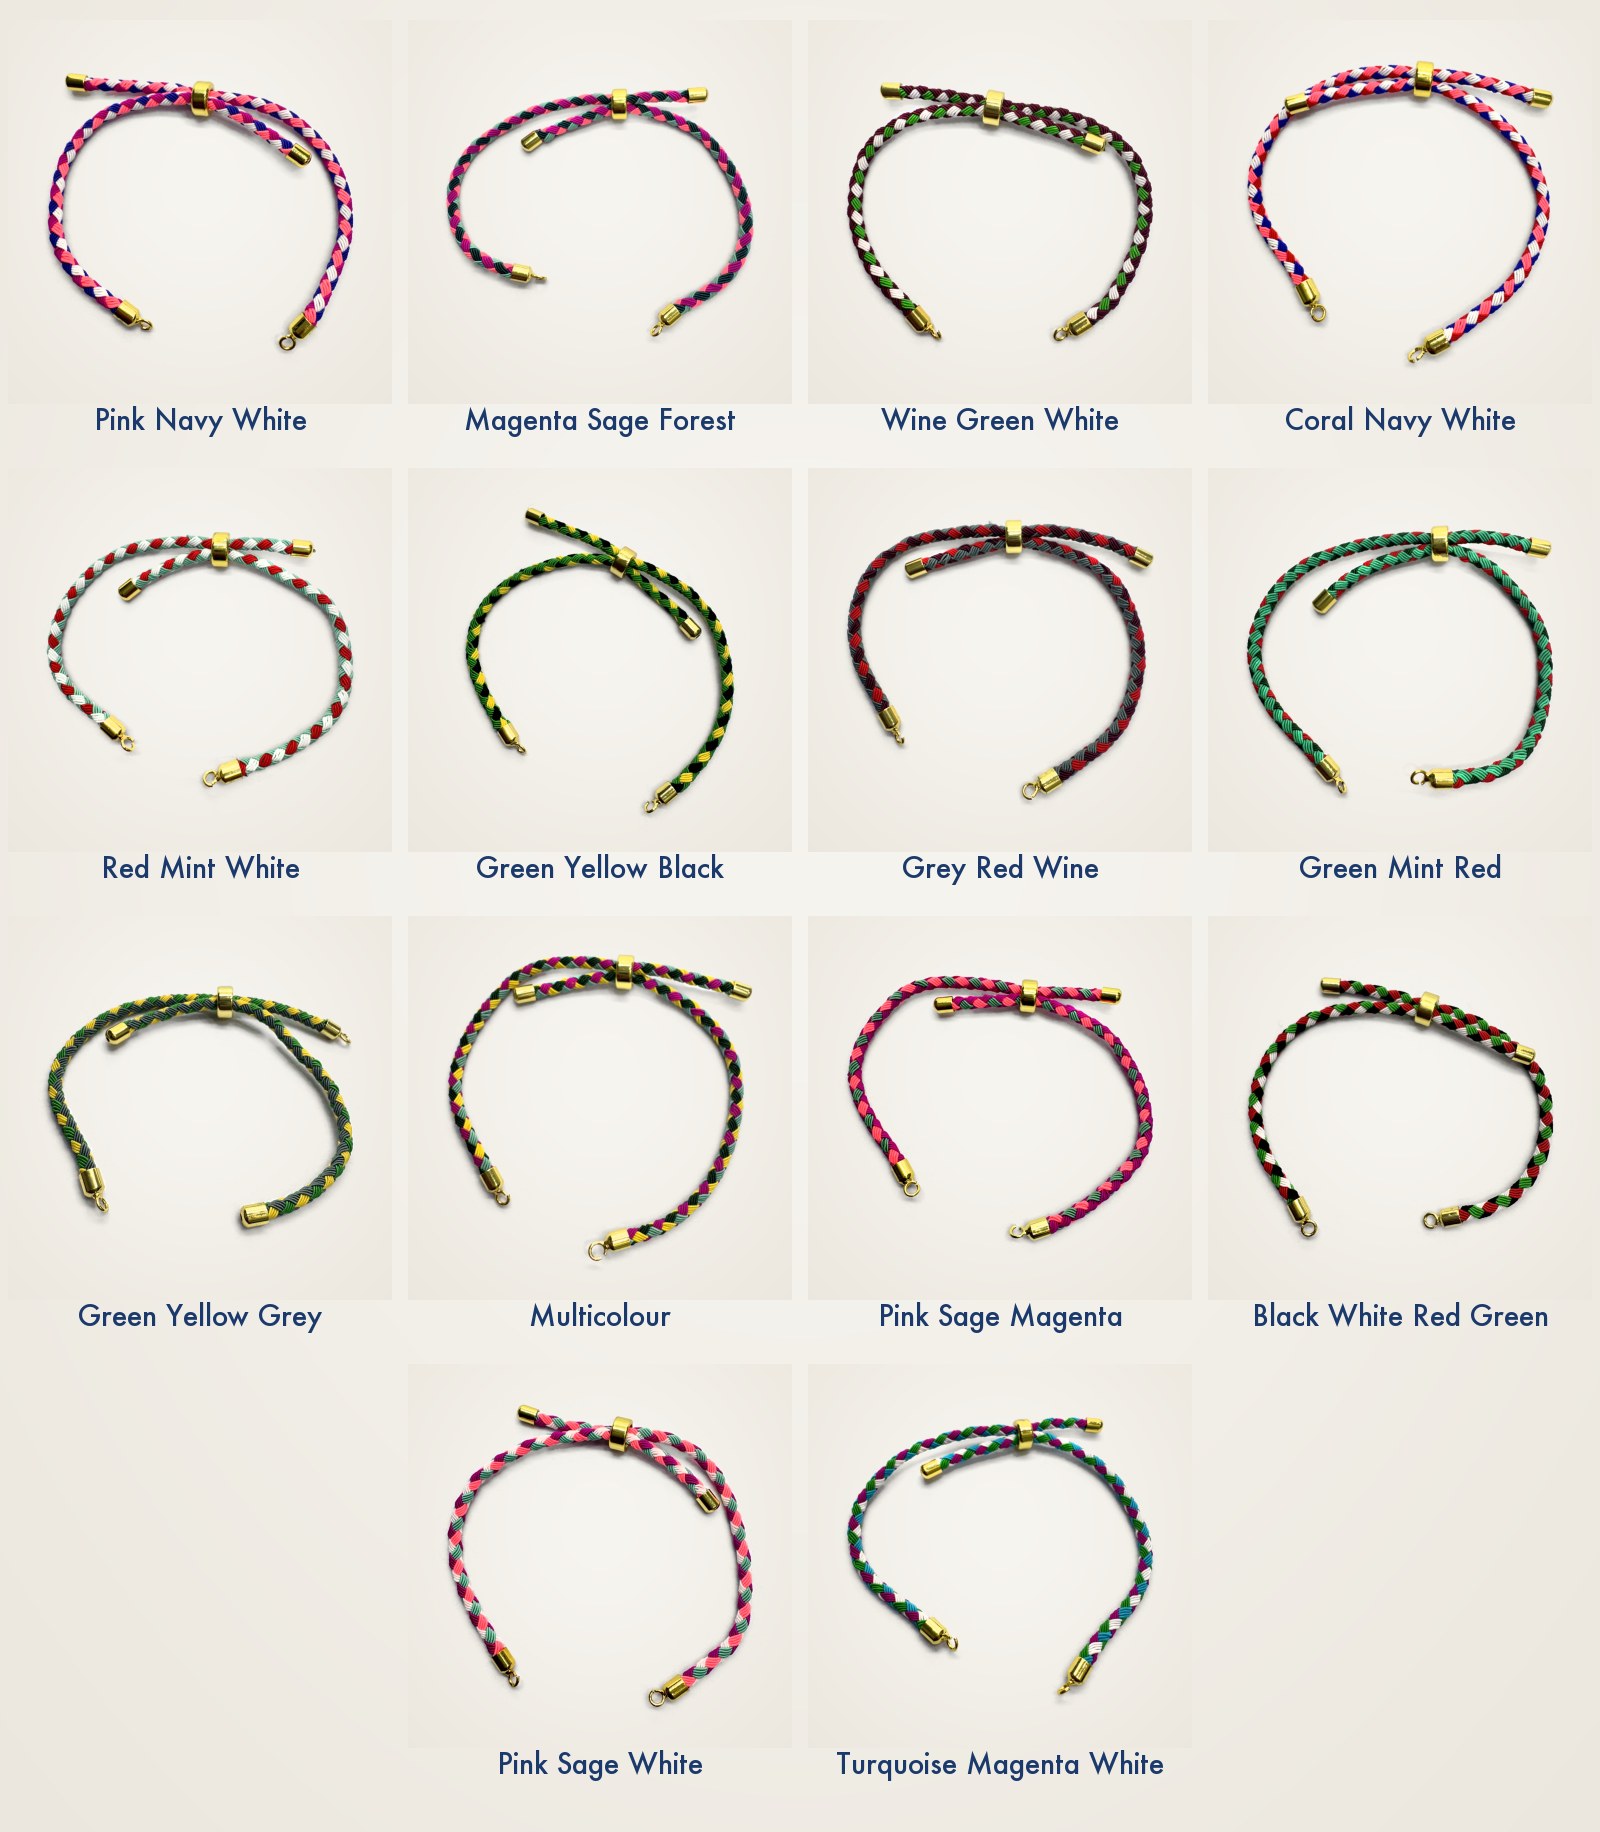 Pink Navy White
Magenta Sage Forest
Wine Green White
Coral Navy White
Red Mint White
Green Yellow Black
Grey Red Wine
Green Mint Red
Green Yellow Grey
Multicolour
Pink Sage Magenta
Black White Red Green
Pink Sage White
Turquoise Magenta White